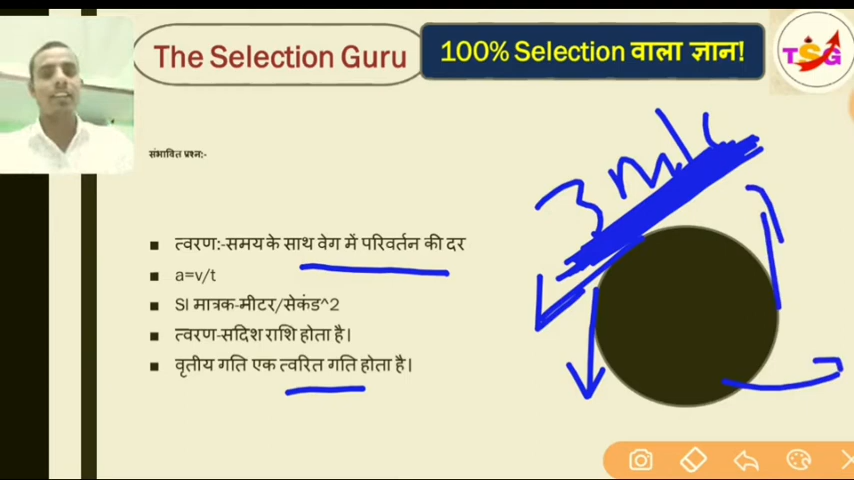 The Selection Guru
100% Selection वाला ज्ञान!
TSG
संभावित प्रश्न:-
3 m/s
त्वरण:-समय के साथ वेग में परिवर्तन की दर
a=v/t
SI मात्रक-मीटर/सेकंड^2
त्वरण-सदिश राशि होता है।
वृतीय गति एक त्वरित गति होता है।